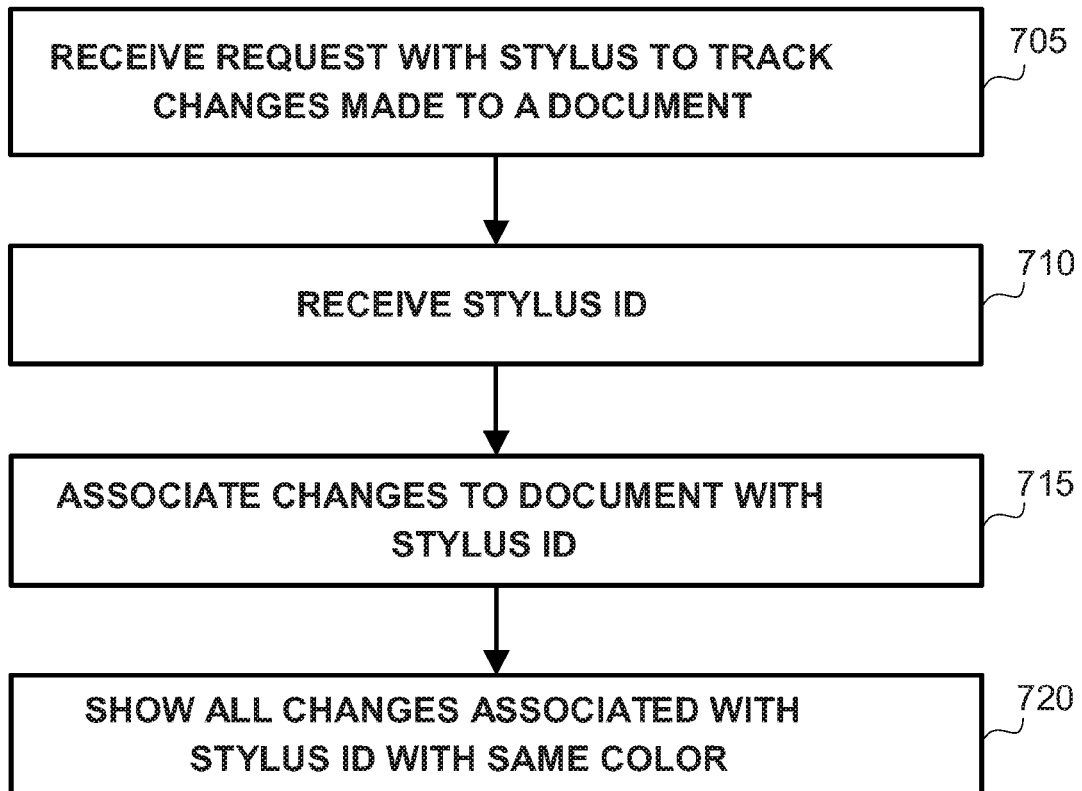 RECEIVE REQUEST WITH STYLUS TO TRACK
CHANGES MADE TO A DOCUMENT
705
RECEIVE STYLUS ID
710
ASSOCIATE CHANGES TO DOCUMENT WITH
STYLUS ID
715
SHOW ALL CHANGES ASSOCIATED WITH
STYLUS ID WITH SAME COLOR
720